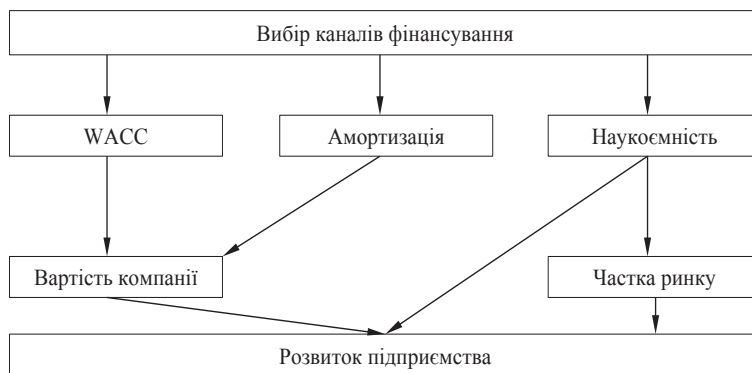 Вибір каналів фінансування
WACC
Амортизація
Наукоємність
Вартість компанії
Частка ринку
Розвиток підприємства